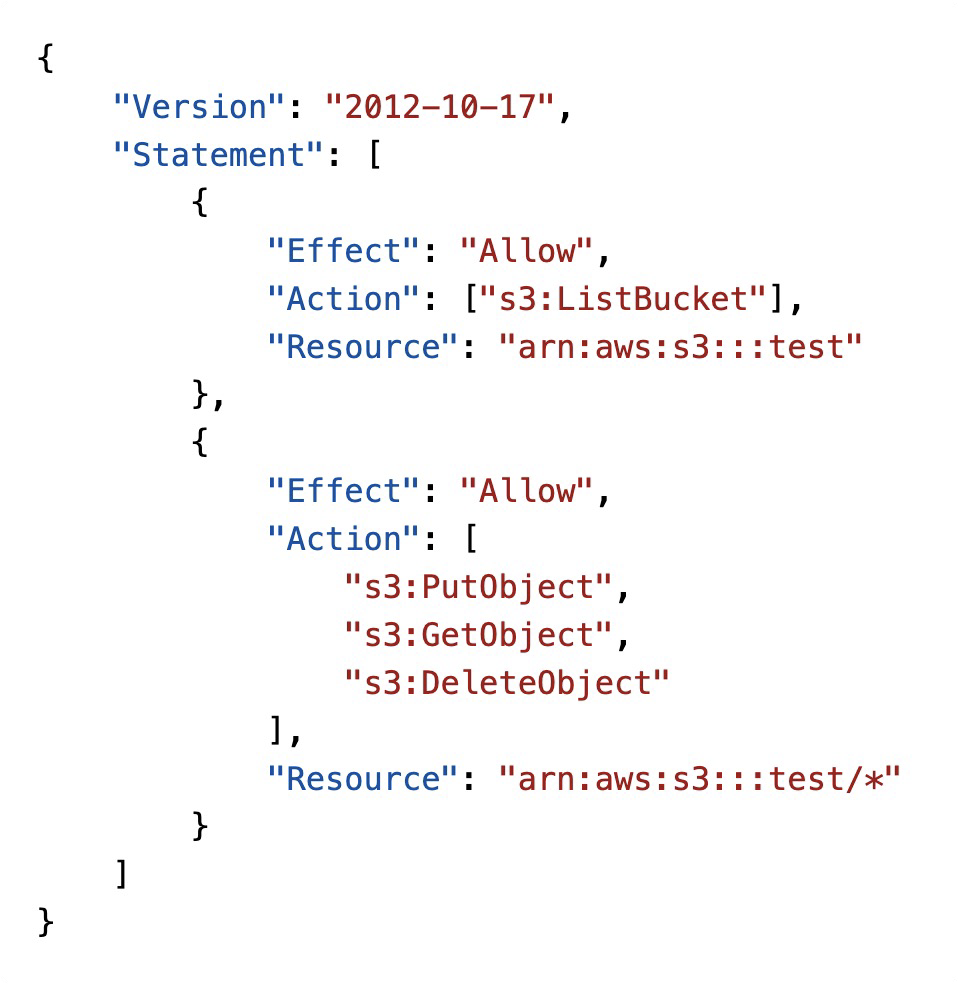 {
    "Version": "2012-10-17",
    "Statement": [
        {
            "Effect": "Allow",
            "Action": ["s3:ListBucket"],
            "Resource": "arn:aws:s3:::test"
        },
        {
            "Effect": "Allow",
            "Action": [
                "s3:PutObject",
                "s3:GetObject",
                "s3:DeleteObject"
            ],
            "Resource": "arn:aws:s3:::test/*"
        }
    ]
}